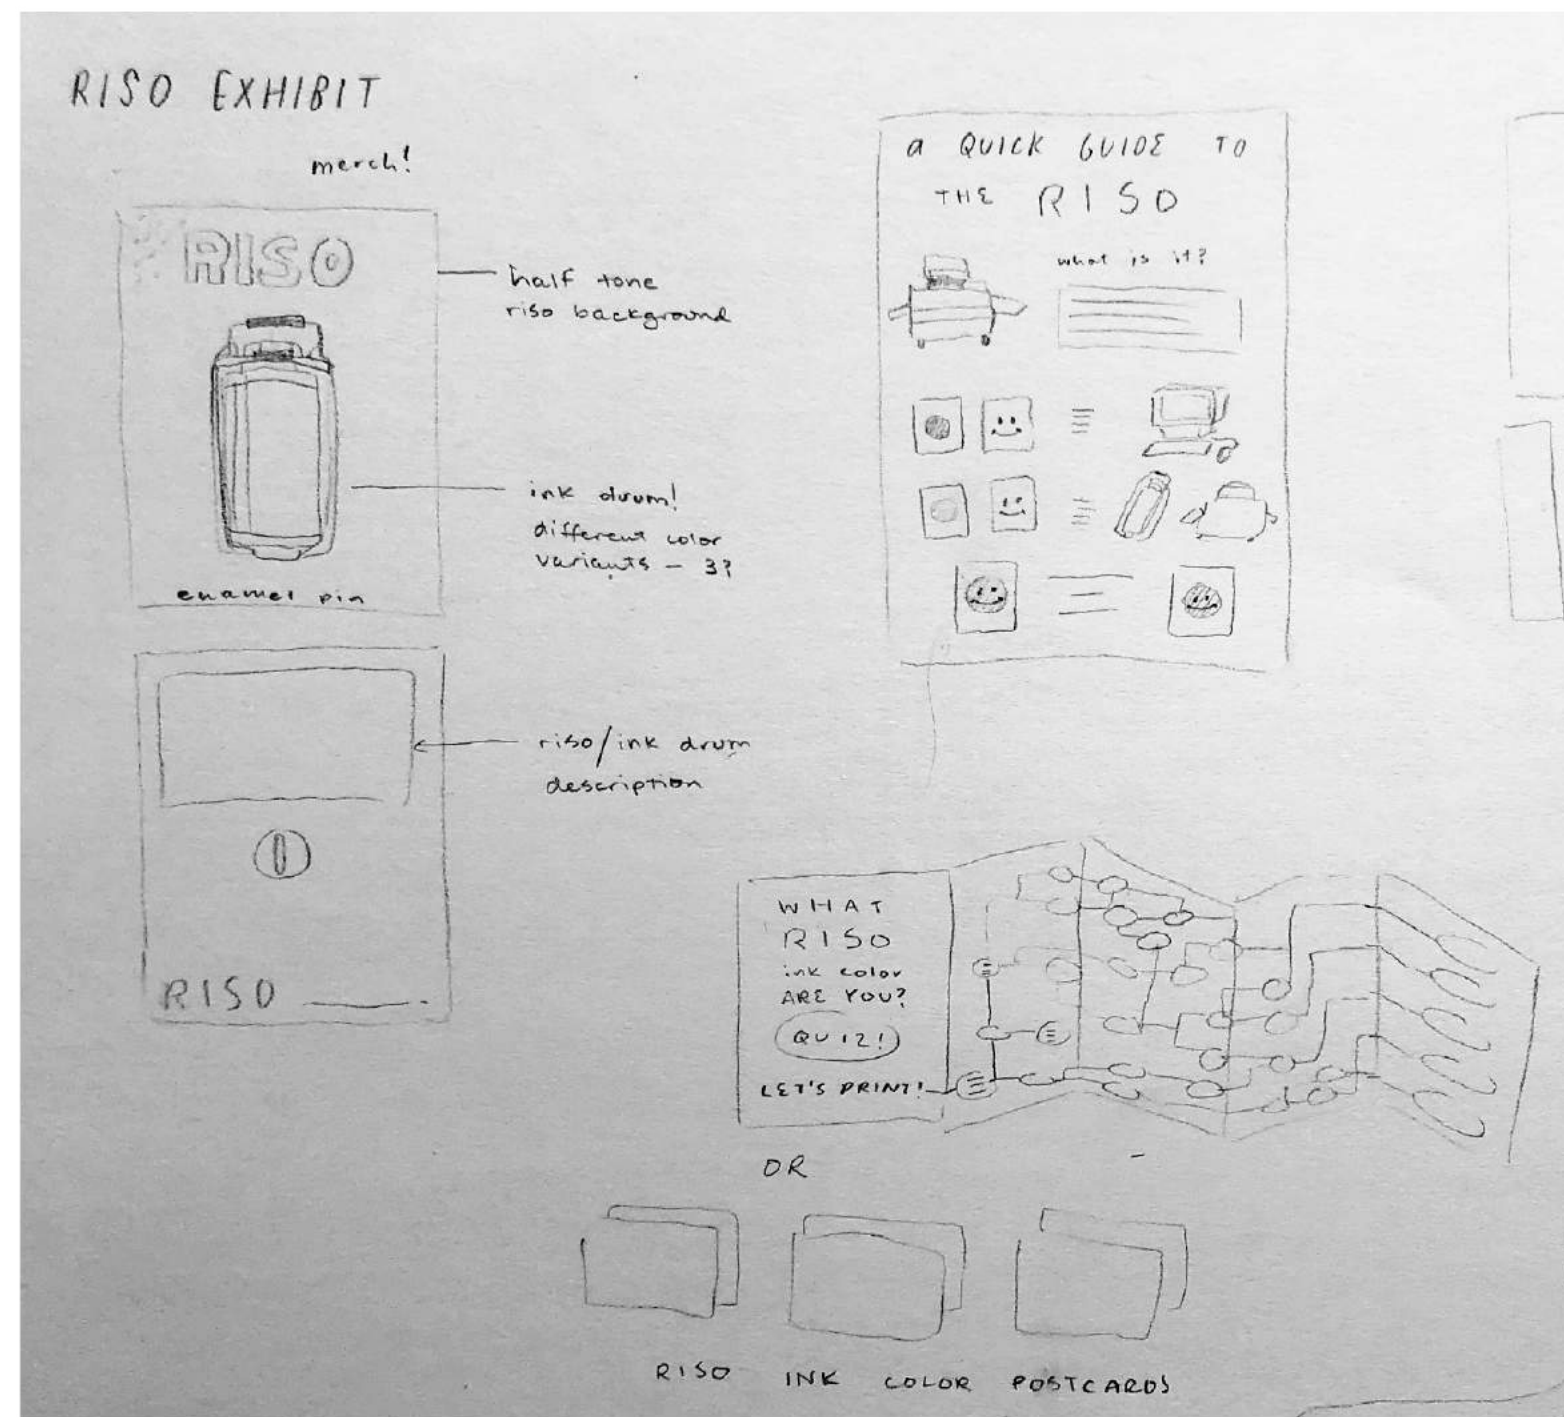 RISO EXHIBIT
merch!
RISO
half tone
riso background
ink drum!
different color
variants – 3?
enamel pin
riso/ink drum
description
RISO
a QUICK GUIDE TO
THE RISO
what is it?
WHAT
RISO
ink color
ARE YOU?
QUIZ!
LET'S PRINT!
OR
RISO INK COLOR POSTCARDS